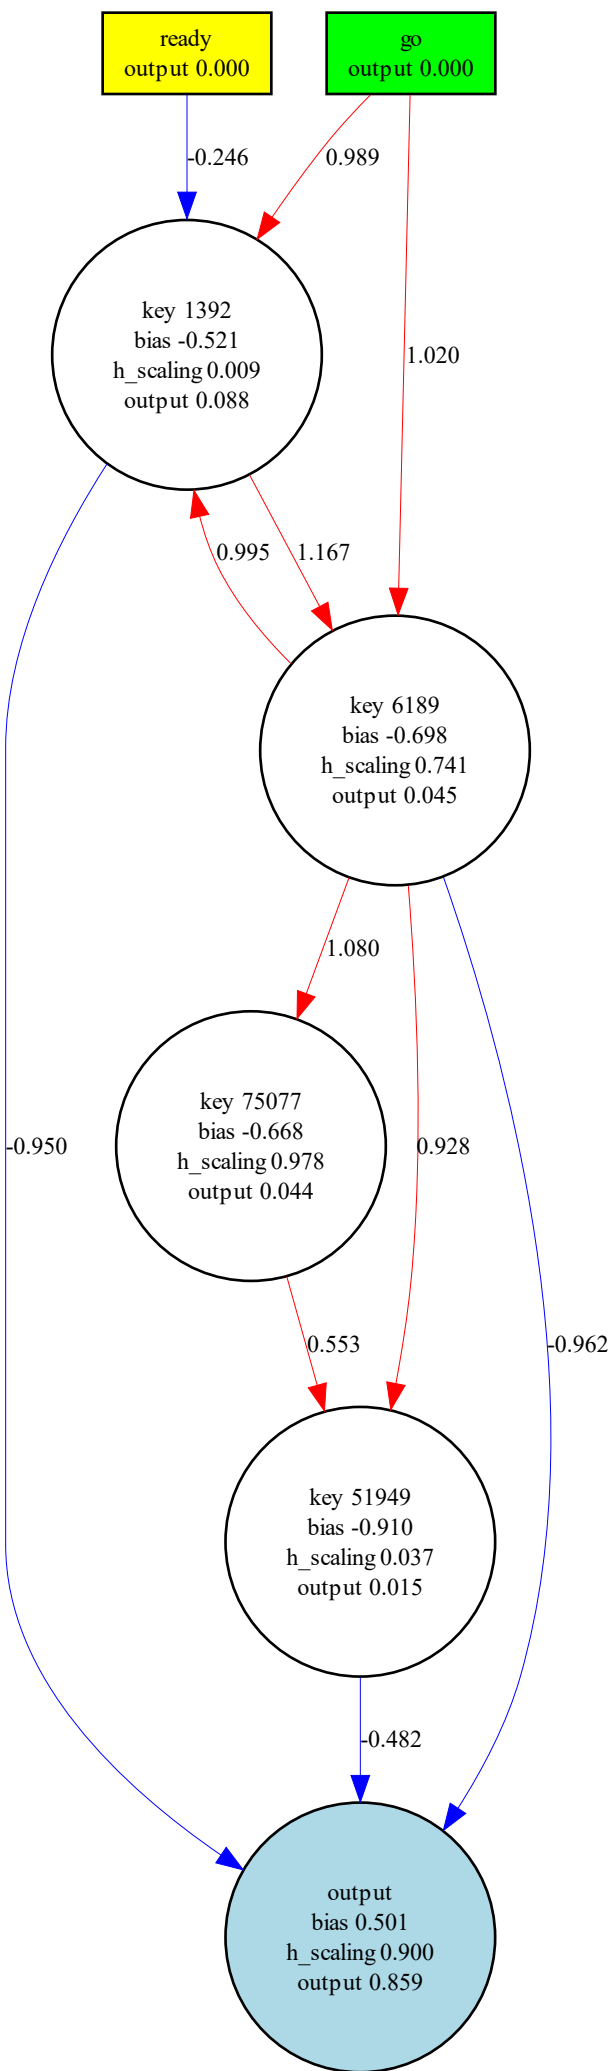 ready
output 0.000
go
output 0.000
-0.246
0.989
key 1392
bias -0.521
h_scaling 0.009
output 0.088
1.020
0.995
1.167
key 6189
bias -0.698
h_scaling 0.741
output 0.045
1.080
key 75077
bias -0.668
h_scaling 0.978
output 0.044
-0.950
0.928
0.553
-0.962
key 51949
bias -0.910
h_scaling 0.037
output 0.015
-0.482
output
bias 0.501
h_scaling 0.900
output 0.859